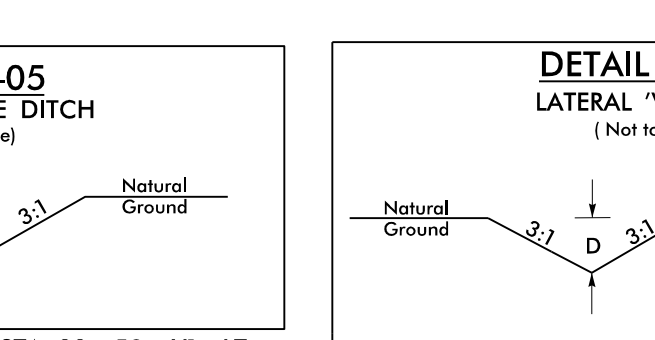 -05
E DITCH
e)
Natural
Ground
3:1
DETAIL
LATERAL 'V
( Not to
Natural
Ground
3:1
D
3:1